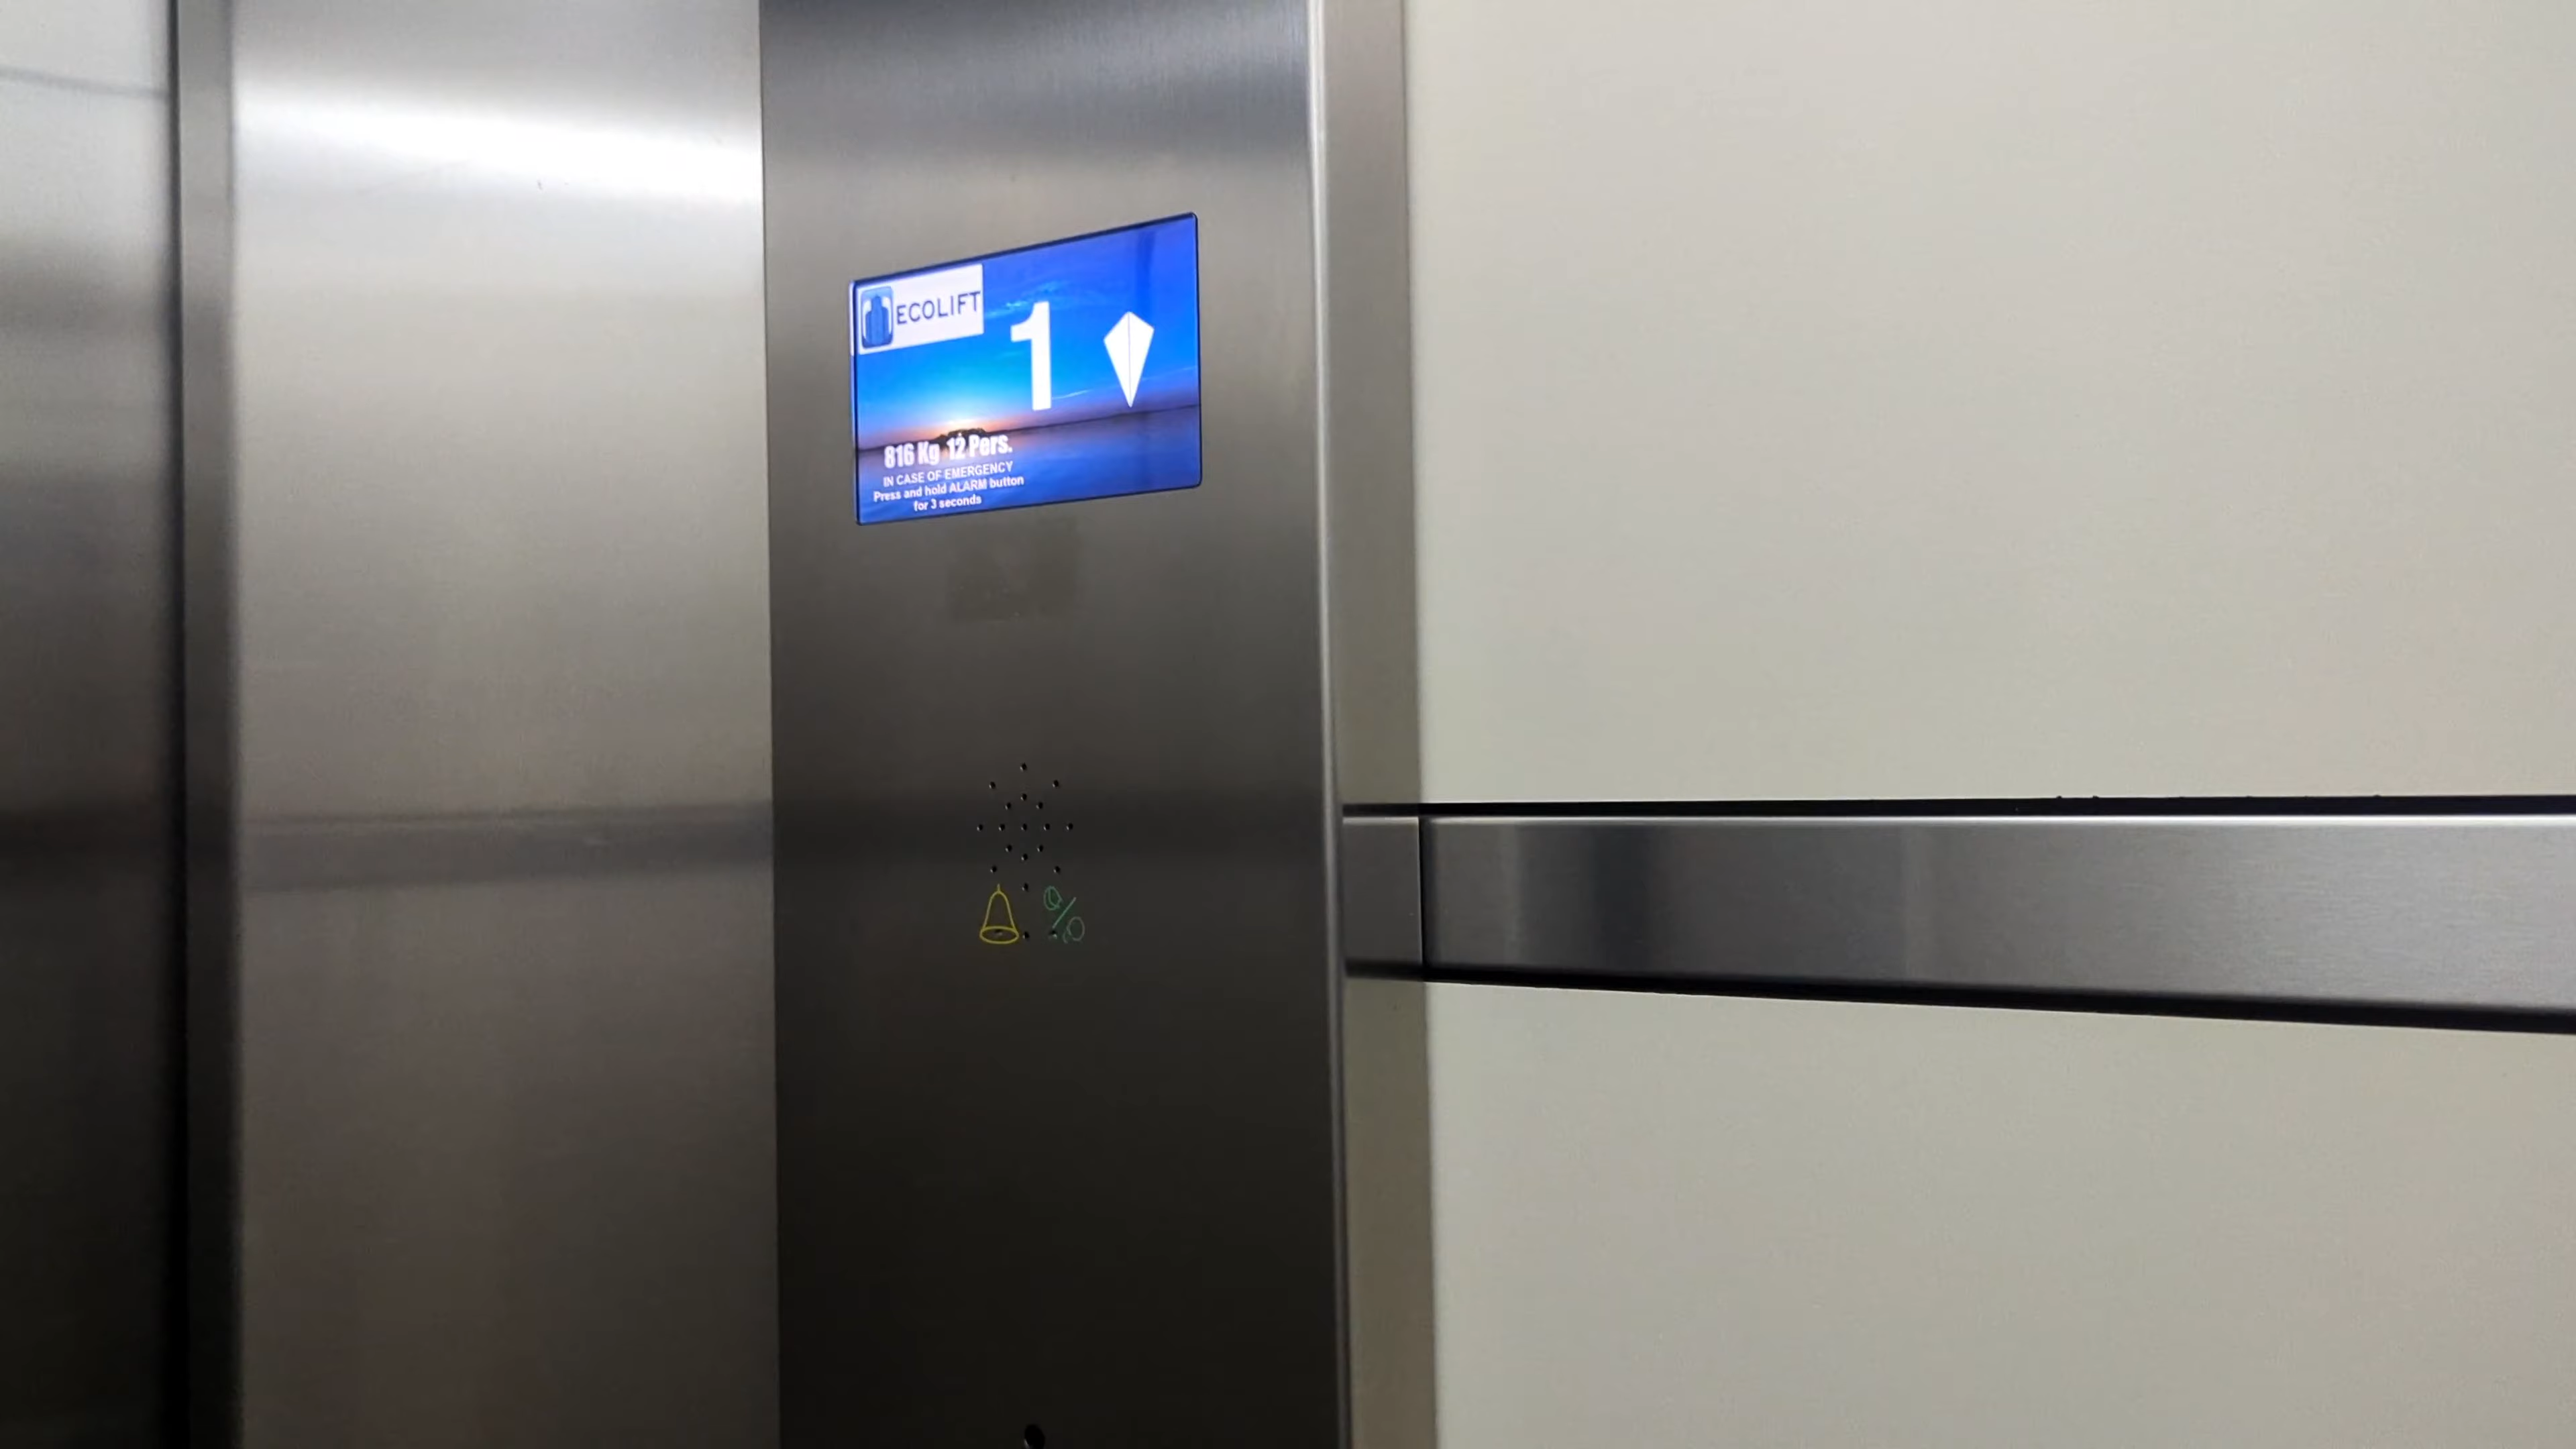 ECOLIFT
1
816 Kg 12 Pers.
IN CASE OF EMERGENCY
Press and hold ALARM button
for 3 seconds